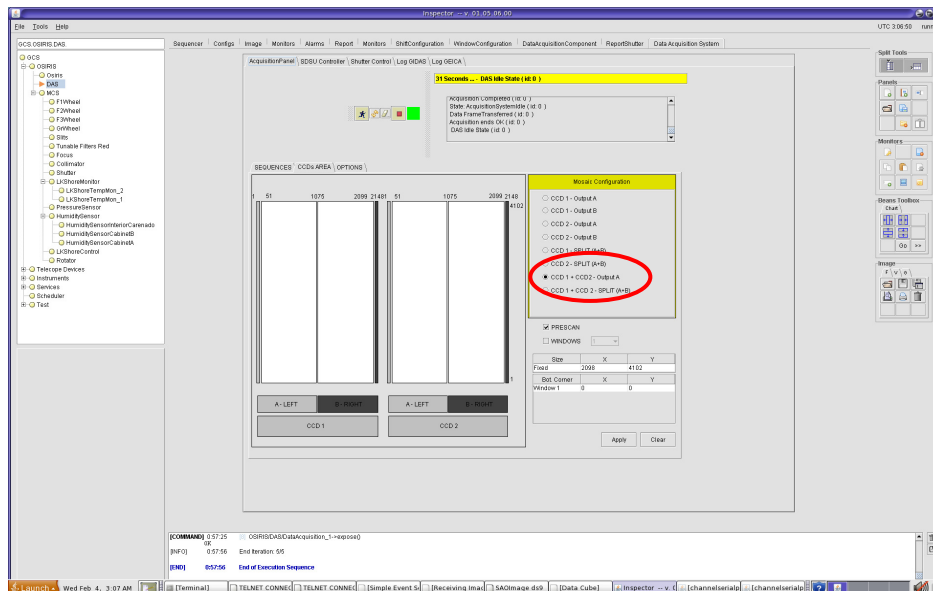 Inspector -- v. 01.05.06.00
File Tools Help
UTC 3:06:50 runn
GCS.OSIRIS.DAS.
Sequencer Configs Image Monitors Alarms Report Monitors ShiftConfiguration WindowConfiguration DataAcquisitionComponent ReportShutter Data Acquisition System
Split Tools
GCS
OSIRIS
Osiris
DAS
MCS
F1Wheel
F2Wheel
F3Wheel
GrWheel
Slits
Tunable Filters Red
Focus
Collimator
Shutter
LKShoreMonitor
LKShoreTempMon_2
LKShoreTempMon_1
PressureSensor
HumiditySensor
HumiditySensorInteriorCarenado
HumiditySensorCabinetB
HumiditySensorCabinetA
LKShoreControl
Rotator
Telecope Devices
Instruments
Services
Scheduler
Test
AcquisitionPanel SDSU Controller Shutter Control Log GIDAS Log GEICA
31 Seconds ... - DAS Idle State ( id: 0 )
Acquisition Completed ( id: 0 )
State: AcquisitionSystemIdle ( id: 0 )
Data FrameTransferred ( id: 0 )
Acquisition ends OK ( id: 0 )
DAS Idle State ( id: 0 )
SEQUENCES CCDs AREA OPTIONS
1 51 1075 2099 21481 51 1075 2099 2148
4102
1
A - LEFT B - RIGHT A - LEFT B - RIGHT
CCD 1 CCD 2
Mosaic Configuration
CCD 1 - Output A
CCD 1 - Output B
CCD 2 - Output A
CCD 2 - Output B
CCD 1 - SPLIT (A+B)
CCD 2 - SPLIT (A+B)
CCD 1 + CCD2 - Output A
CCD 1 + CCD 2 - SPLIT (A+B)
PRESCAN
WINDOWS 1
Size X Y
Fixed 2098 4102
Bot. Corner X Y
Window 1 0 0
Apply Clear
Panels
Monitors
Beans Toolbox
Chart
Go >>
Image
F V e
[COMMAND] 0:57:25 OSIRIS/DAS/DataAcquisition_1->expose()
OK
[INFO] 0:57:56 End Iteration: 5/5
[END] 0:57:56 End of Execution Sequence
Launch Wed Feb 4, 3:07 AM [Terminal] TELNET CONNEC TELNET CONNEC [Simple Event S [Receiving Imag SAOImage ds9 [Data Cube] Inspector -- v. 0 [channelserialp [channelserialp